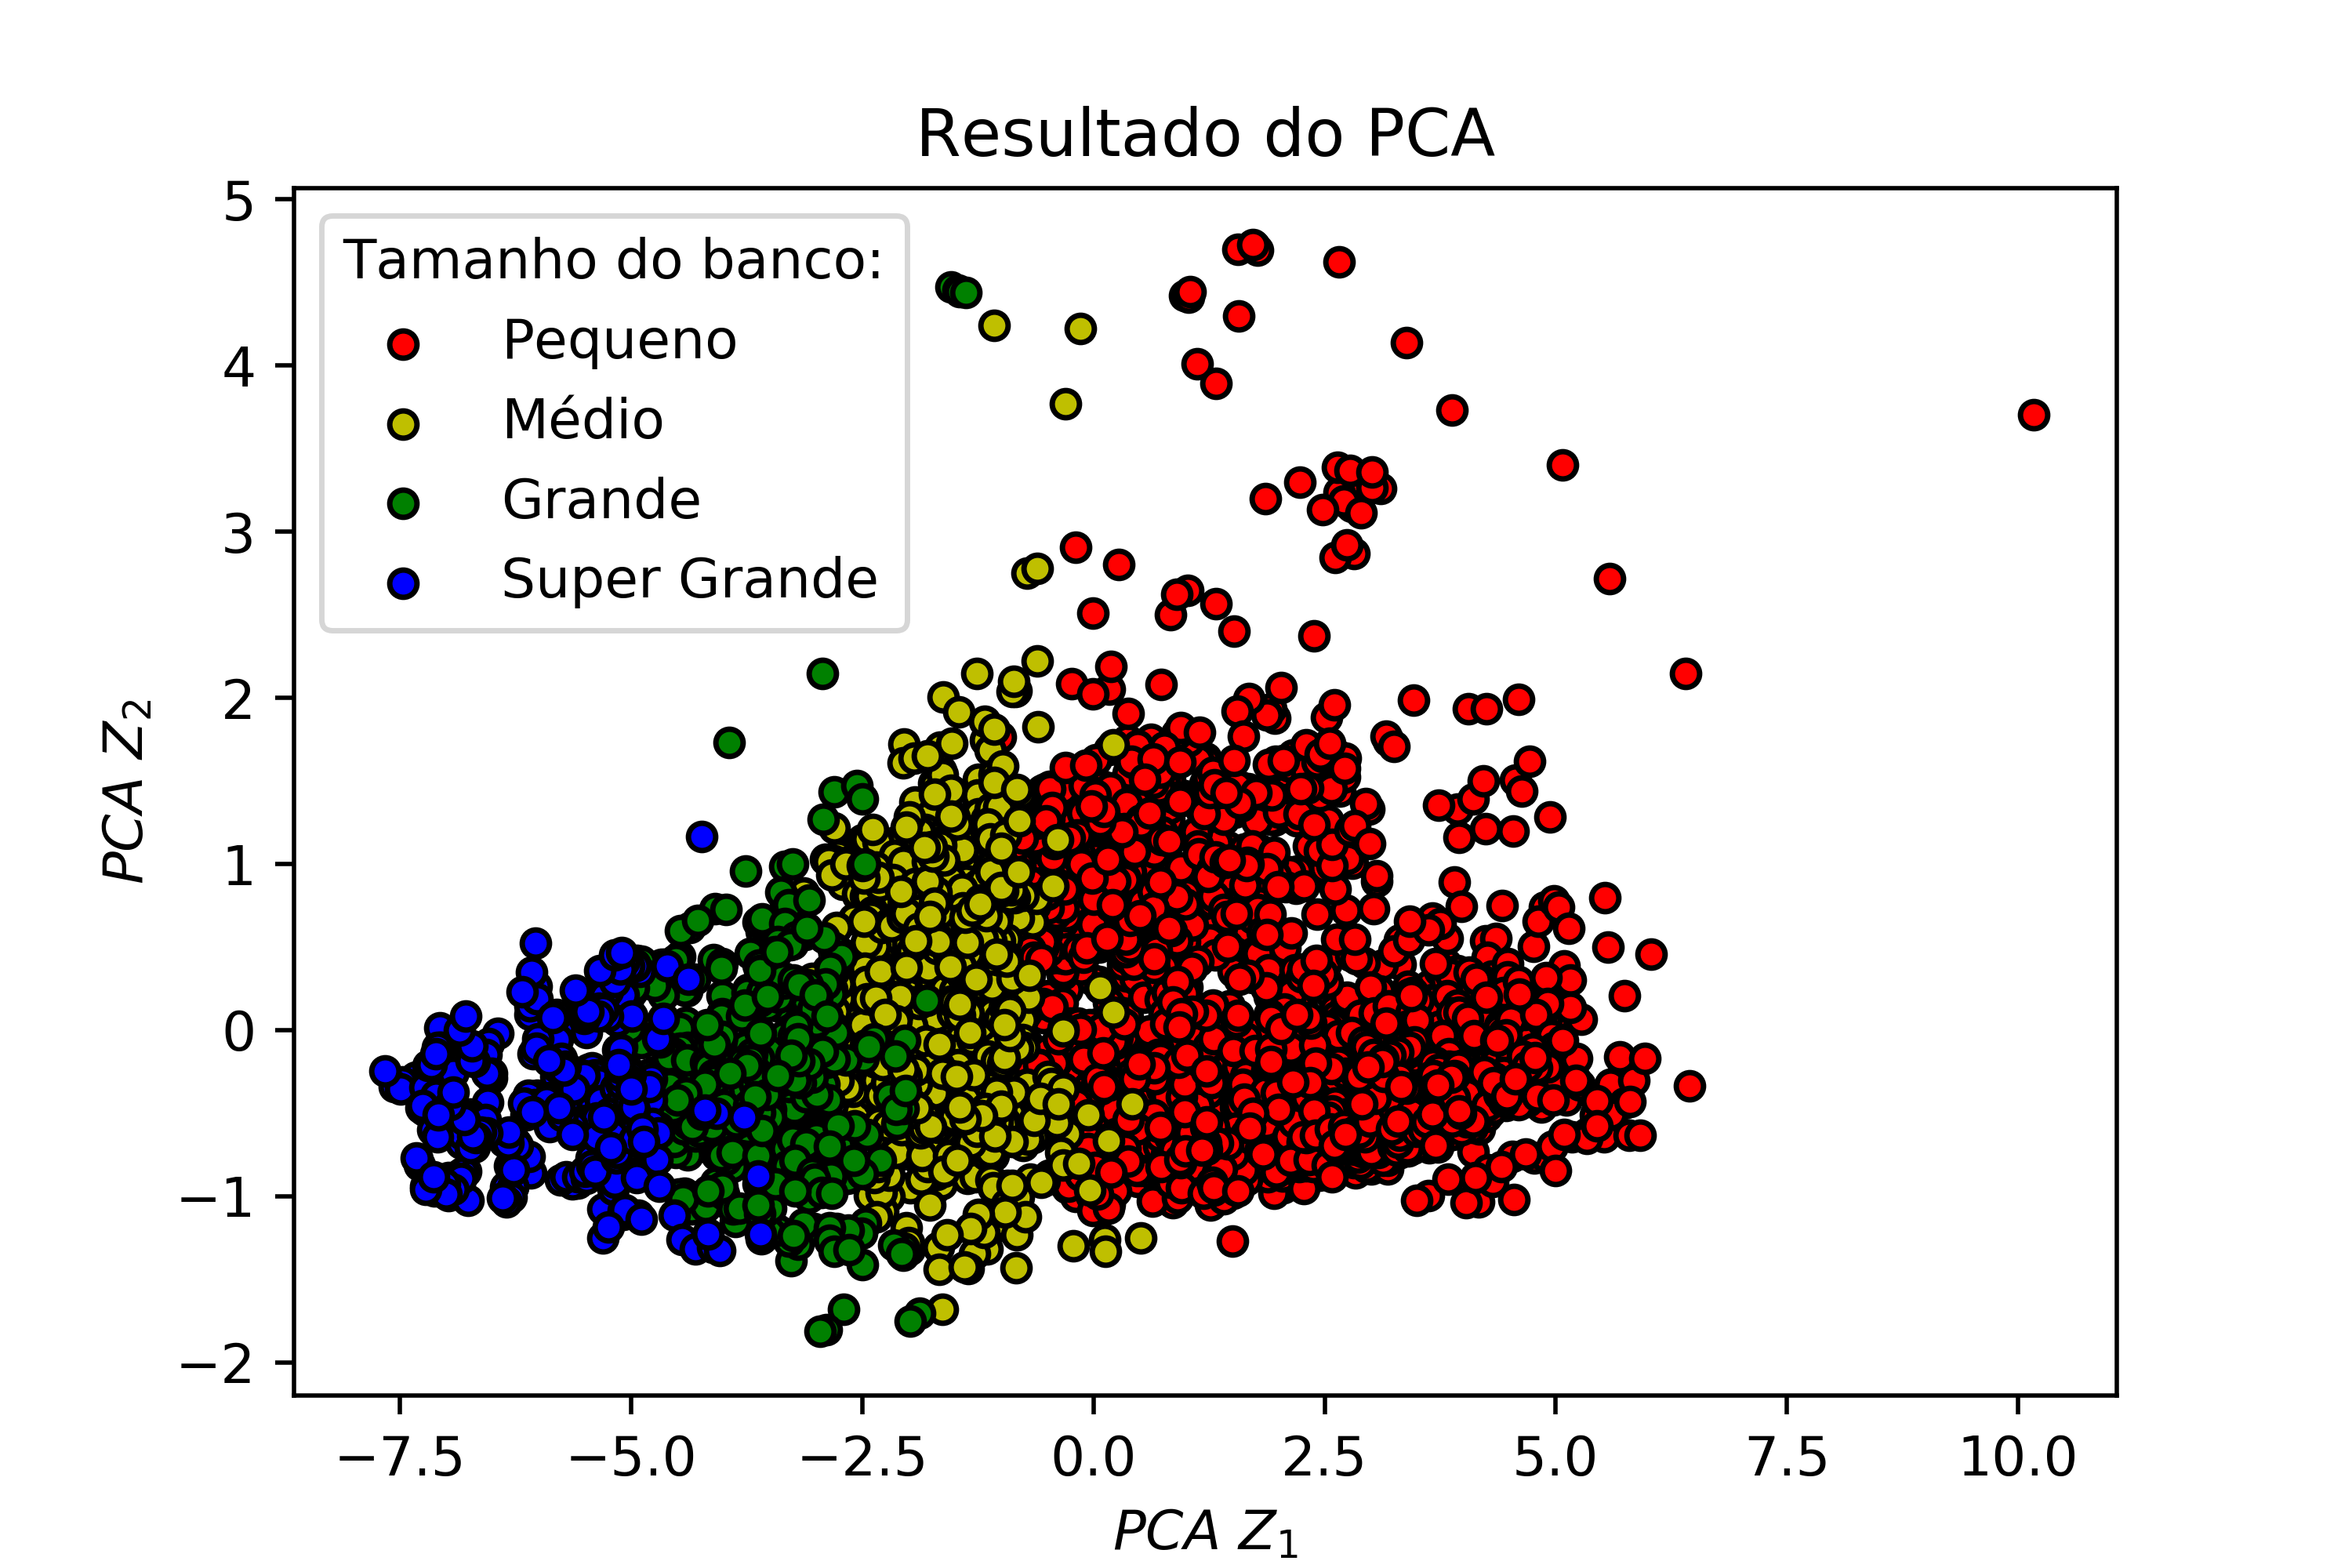 Resultado do PCA
Tamanho do banco:
Pequeno
Médio
Grande
Super Grande
5
4
3
2
1
0
−1
−2
PCA Z₂
−7.5 −5.0 −2.5 0.0 2.5 5.0 7.5 10.0
PCA Z₁